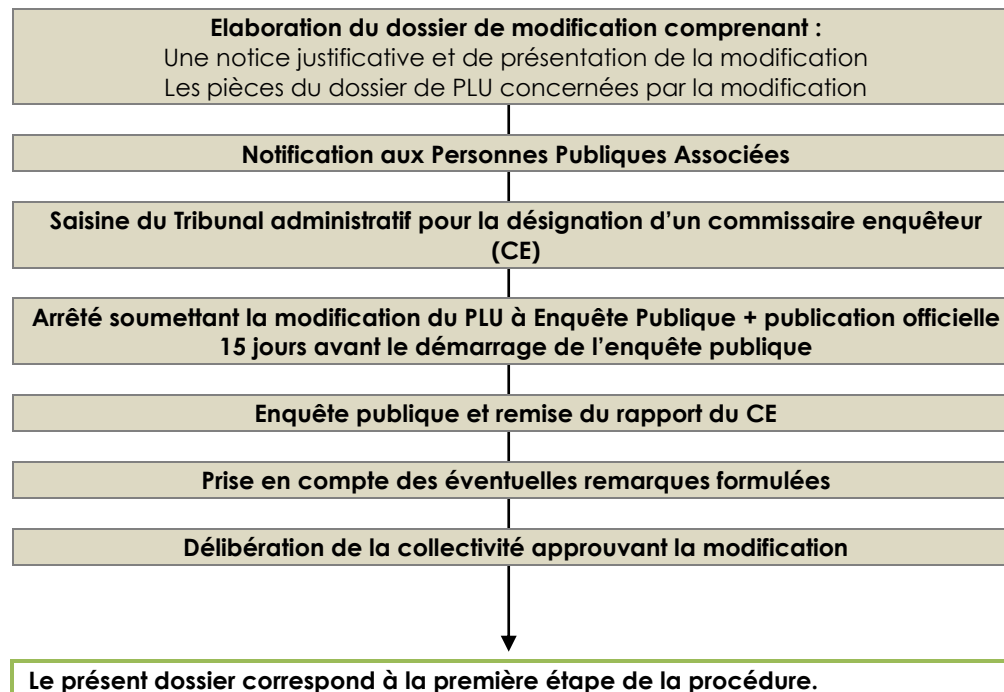 Elaboration du dossier de modification comprenant :
Une notice justificative et de présentation de la modification
Les pièces du dossier de PLU concernées par la modification
Notification aux Personnes Publiques Associées
Saisine du Tribunal administratif pour la désignation d’un commissaire enquêteur
(CE)
Arrêté soumettant la modification du PLU à Enquête Publique + publication officielle
15 jours avant le démarrage de l’enquête publique
Enquête publique et remise du rapport du CE
Prise en compte des éventuelles remarques formulées
Délibération de la collectivité approuvant la modification
Le présent dossier correspond à la première étape de la procédure.